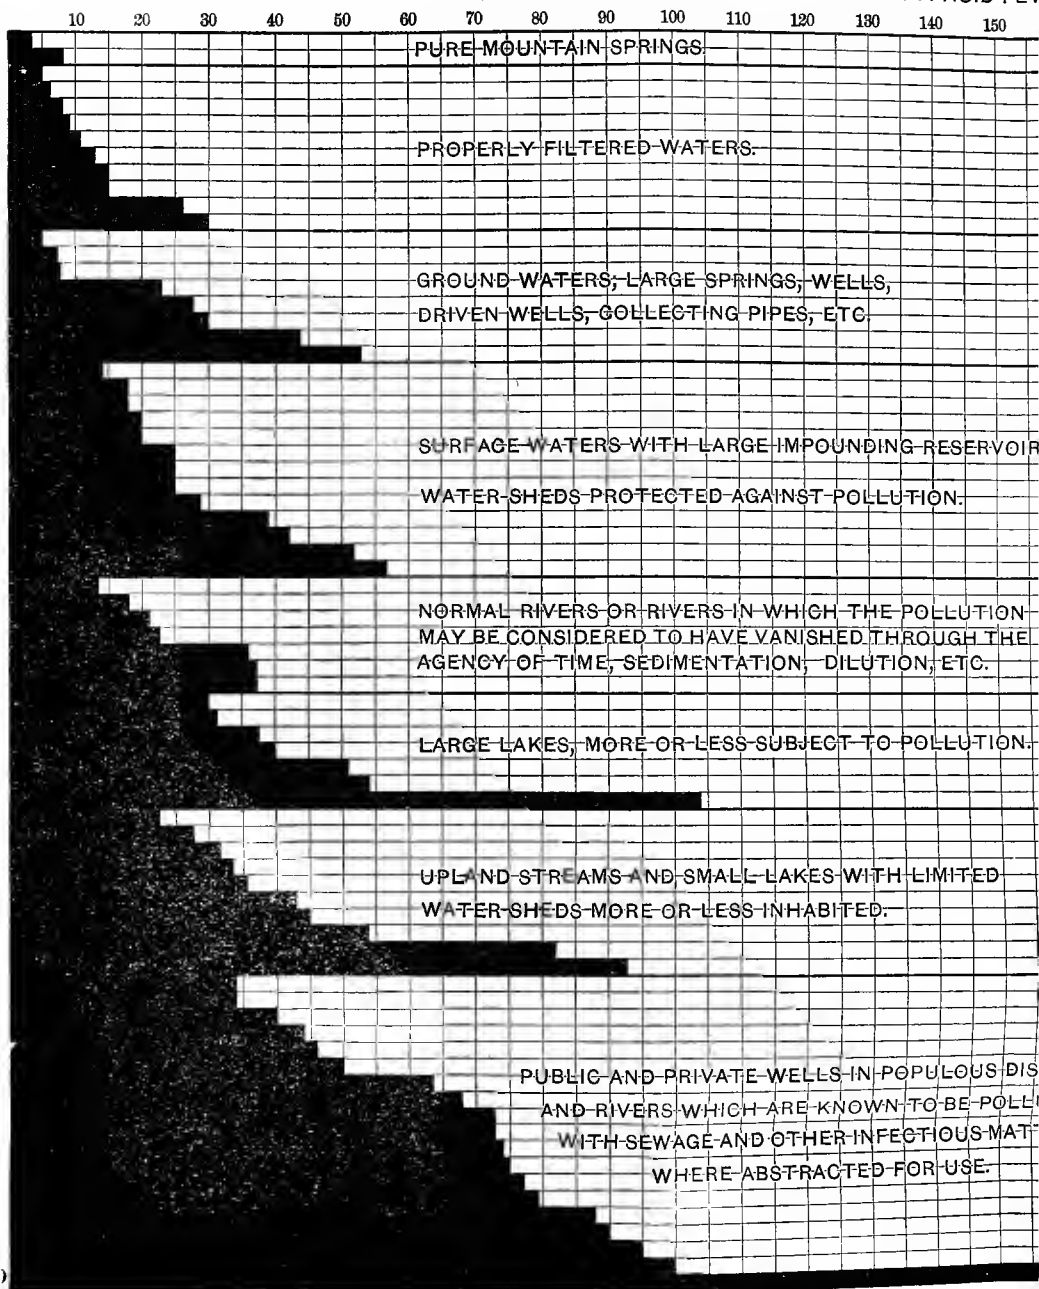 10 20 30 40 50 60 70 80 90 100 110 120 130 140 150
PURE MOUNTAIN SPRINGS.
PROPERLY FILTERED WATERS.
GROUND WATERS; LARGE SPRINGS, WELLS,
DRIVEN WELLS, COLLECTING PIPES, ETC.
SURFACE WATERS WITH LARGE IMPOUNDING RESERVOIR
WATER-SHEDS PROTECTED AGAINST POLLUTION.
NORMAL RIVERS OR RIVERS IN WHICH THE POLLUTION
MAY BE CONSIDERED TO HAVE VANISHED THROUGH THE
AGENCY OF TIME, SEDIMENTATION, DILUTION, ETC.
LARGE LAKES, MORE OR LESS SUBJECT TO POLLUTION.
UPLAND STREAMS AND SMALL LAKES WITH LIMITED
WATER-SHEDS MORE OR LESS INHABITED.
PUBLIC AND PRIVATE WELLS IN POPULOUS DIS
AND RIVERS WHICH ARE KNOWN TO BE POLLU
WITH SEWAGE AND OTHER INFECTIOUS MAT
WHERE ABSTRACTED FOR USE.